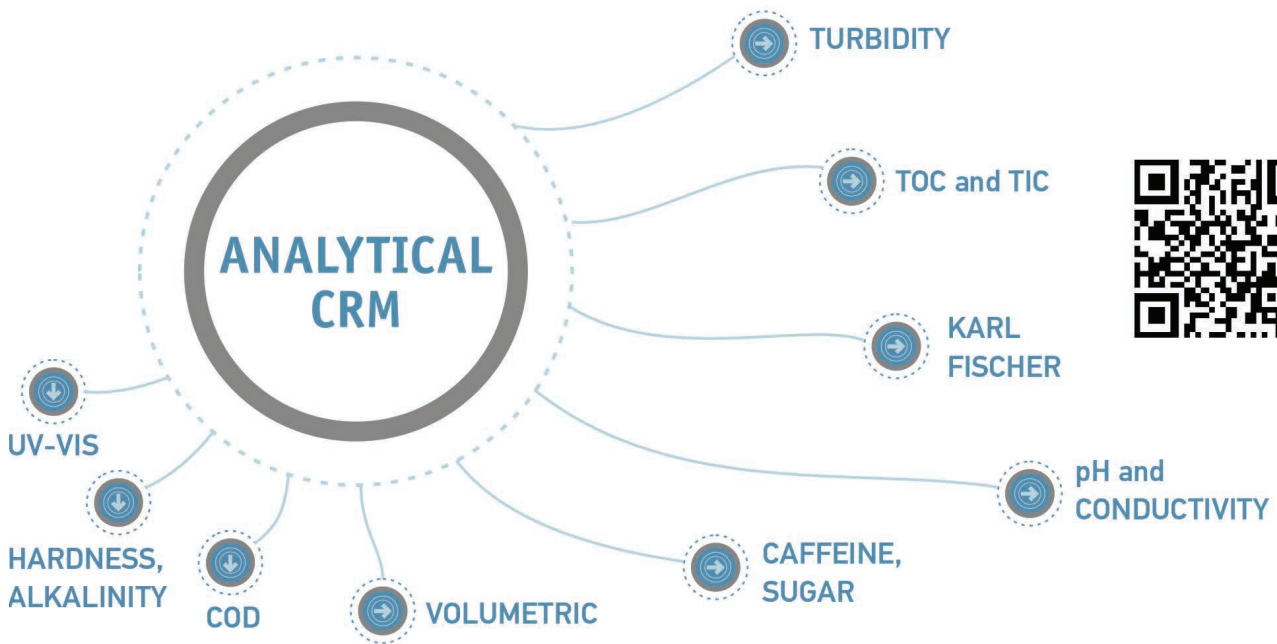 TURBIDITY
TOC and TIC
ANALYTICAL
CRM
KARL
FISCHER
UV-VIS
pH and
CONDUCTIVITY
HARDNESS,
ALKALINITY
COD
VOLUMETRIC
CAFFEINE,
SUGAR